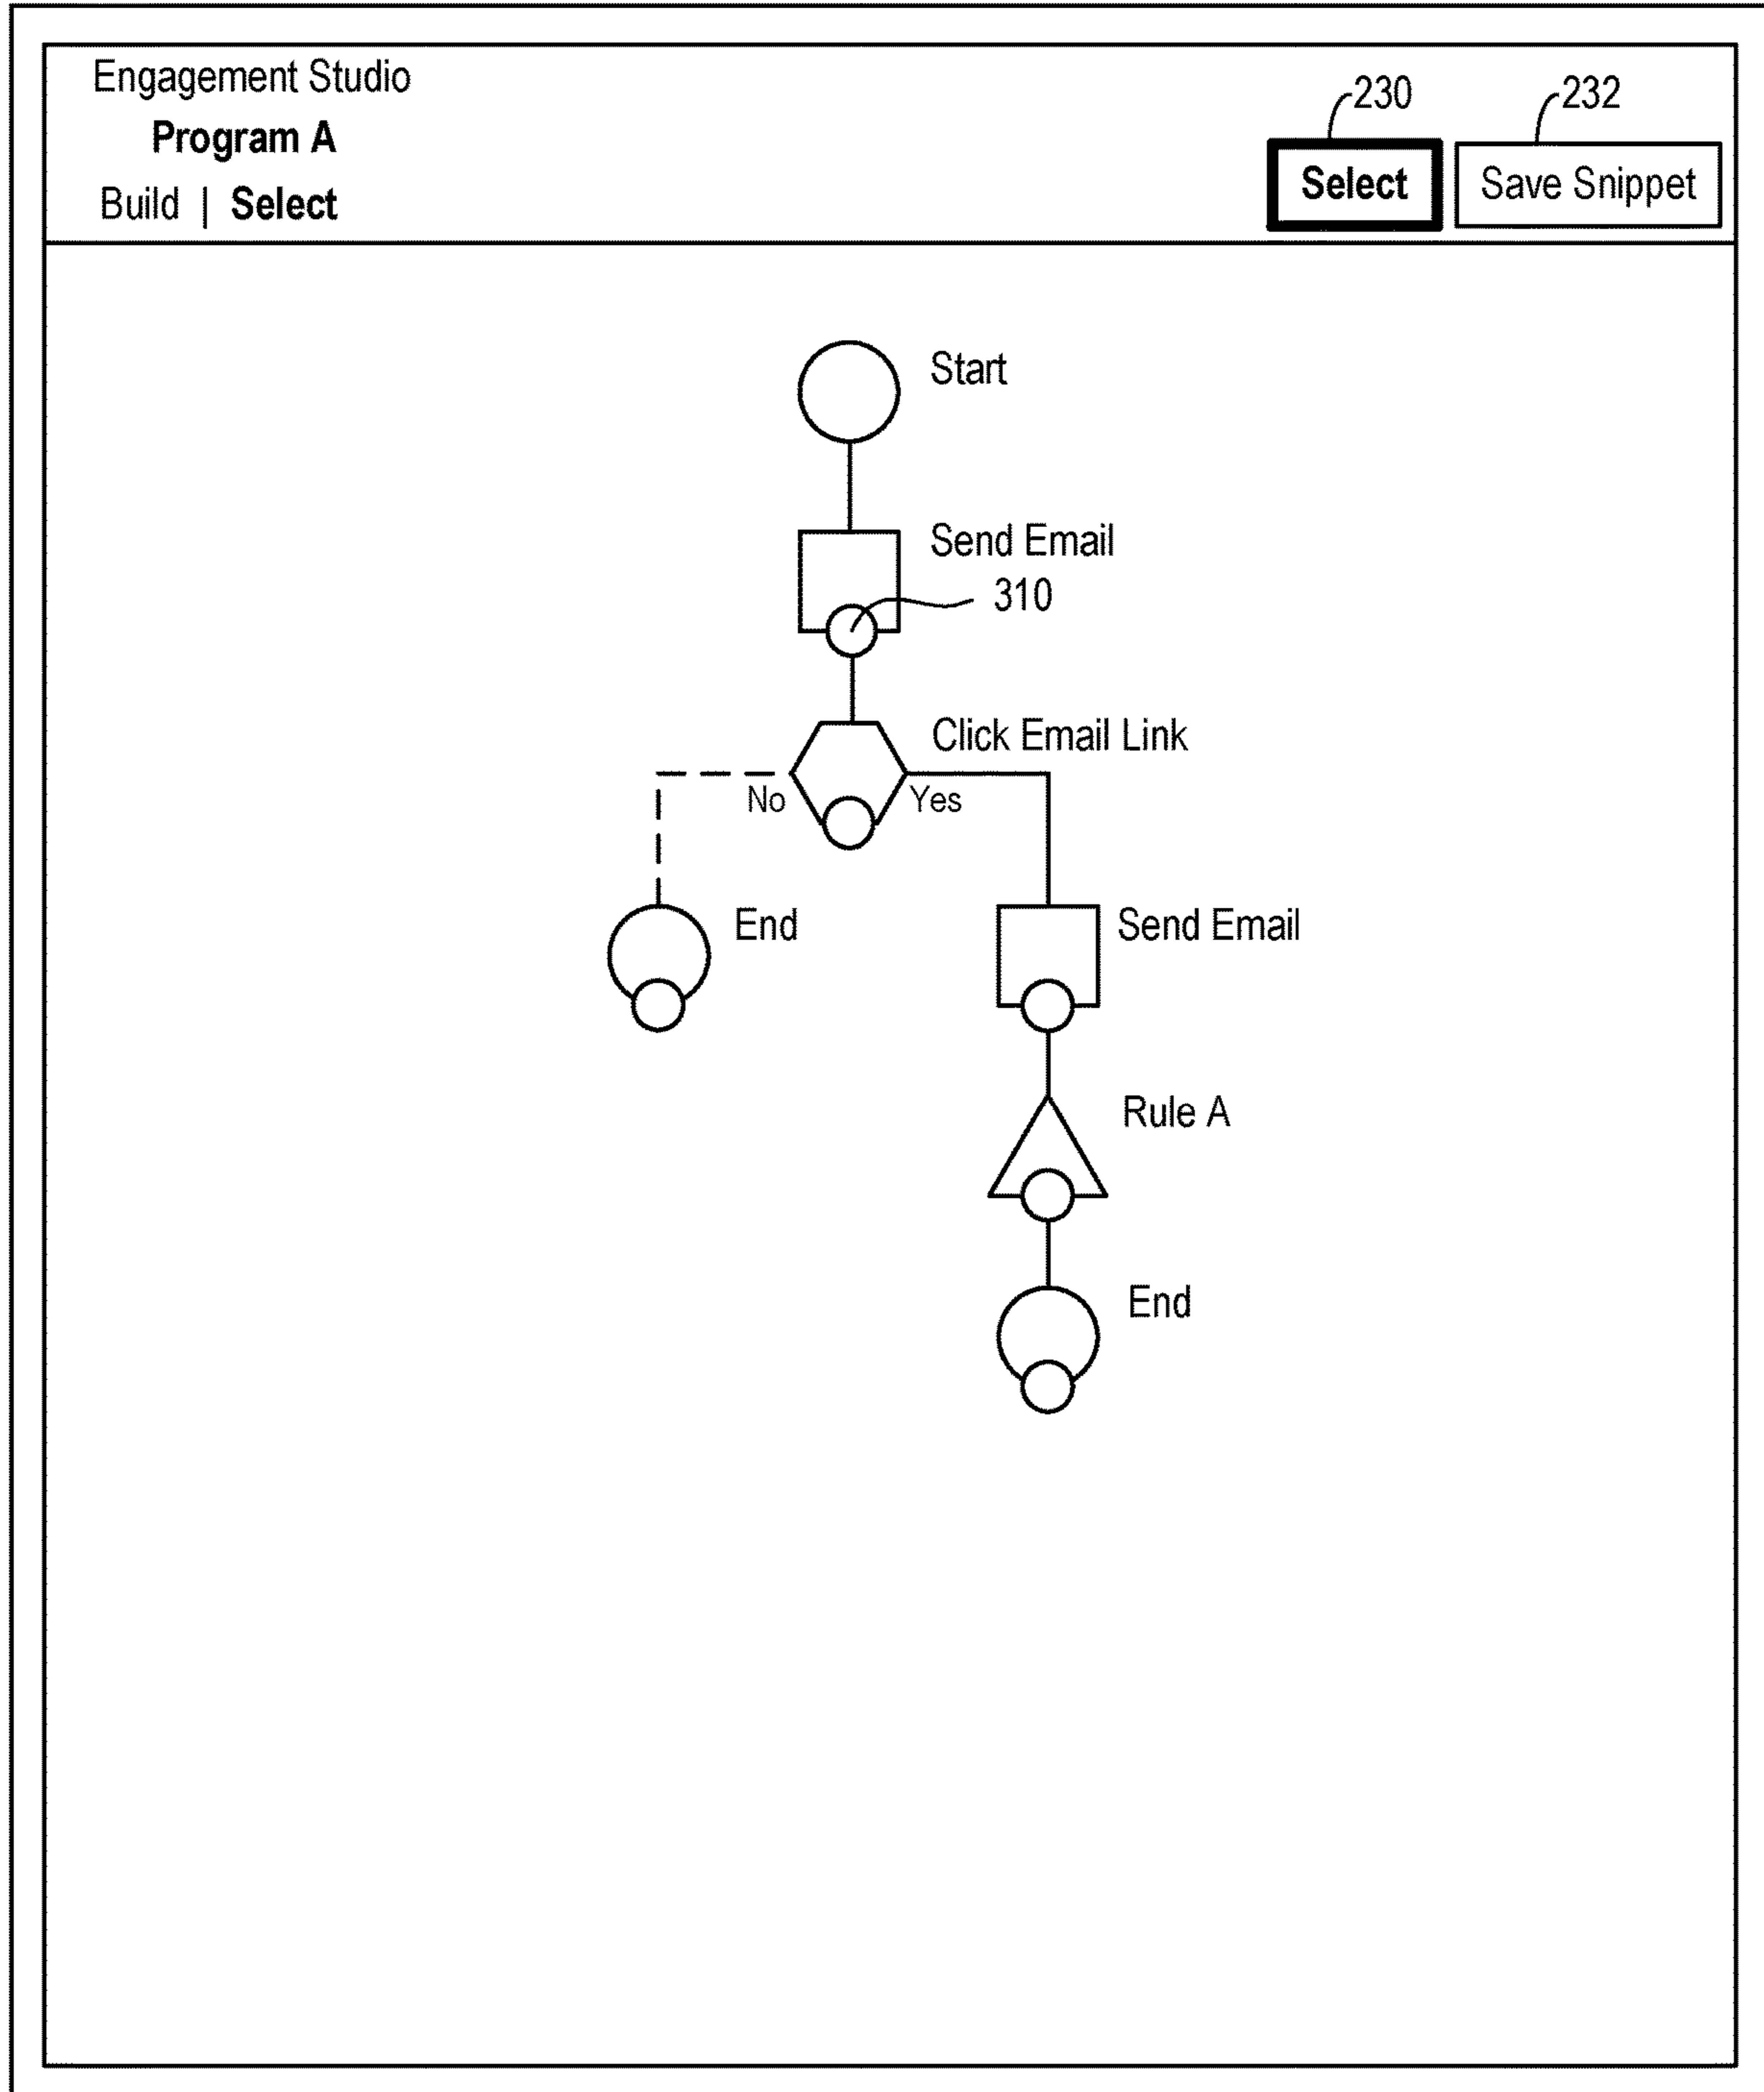 Engagement Studio
Program A
Build | Select
230
232
Select
Save Snippet
Start
Send Email
310
Click Email Link
No
Yes
End
Send Email
Rule A
End